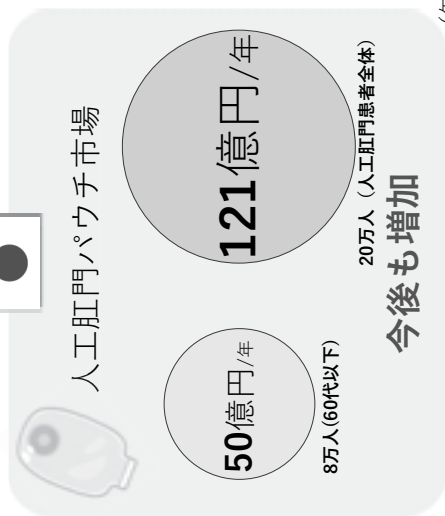 人工肛門パウチ市場
50億円/年
121億円/年
8万人(60代以下)
20万人（人工肛門患者全体）
今後も増加